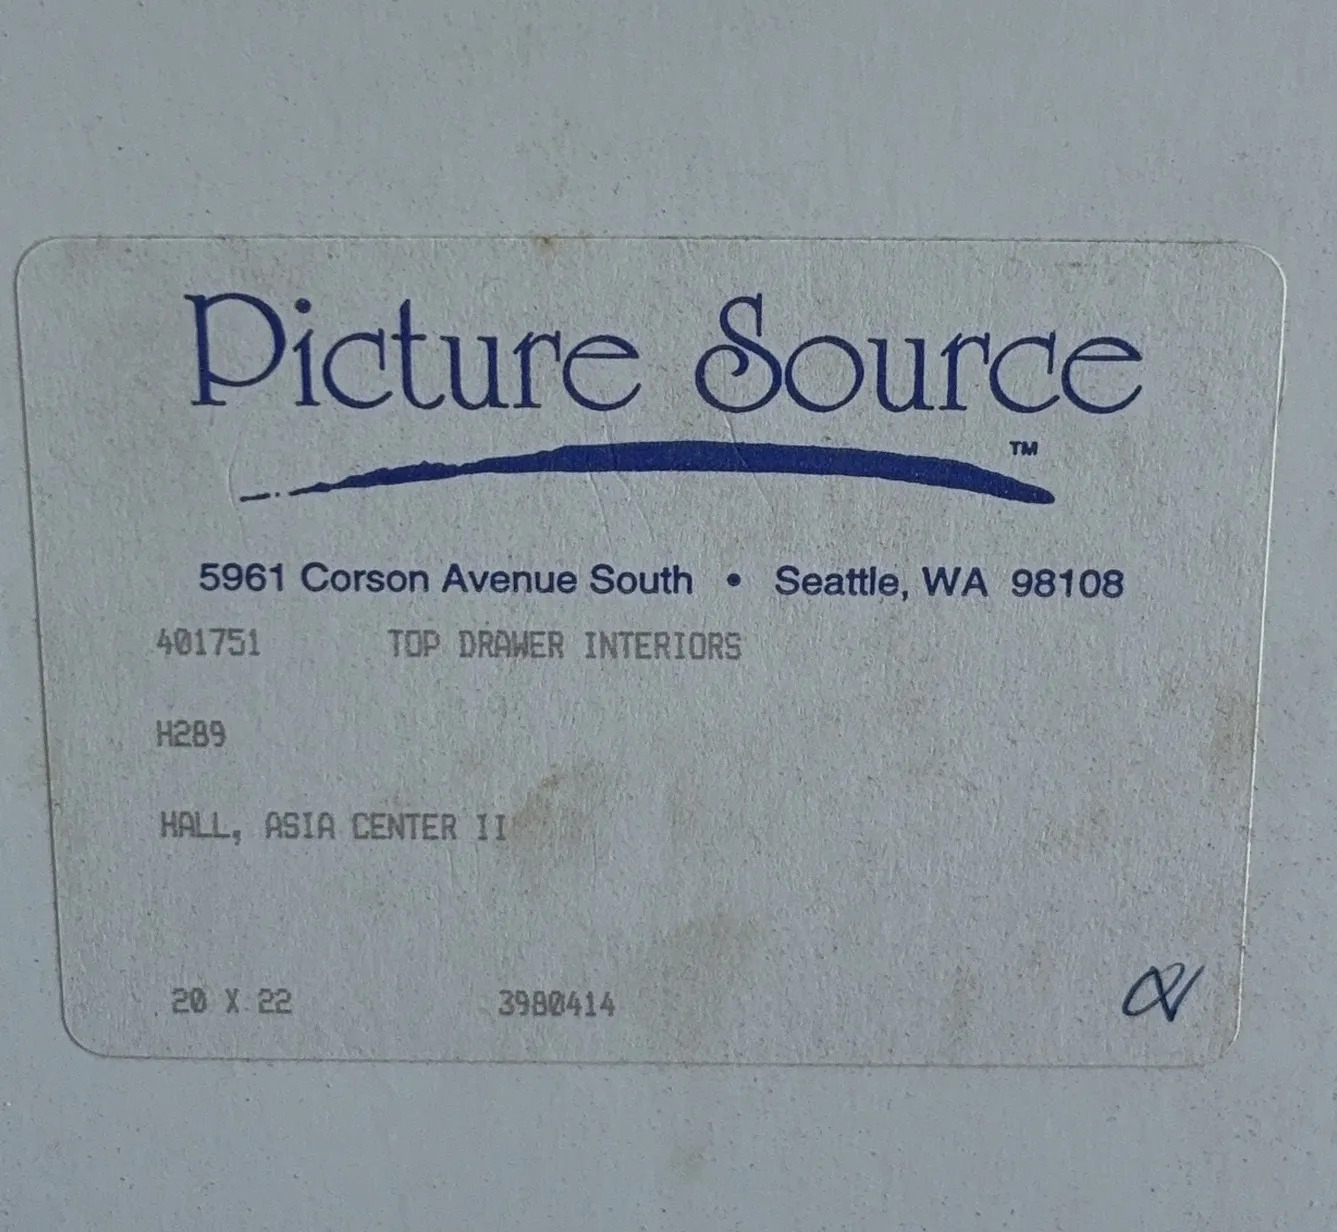 Picture Source
TM
5961 Corson Avenue South • Seattle, WA 98108
401751 TOP DRAWER INTERIORS
H289
HALL, ASIA CENTER II
20 X 22 3980414